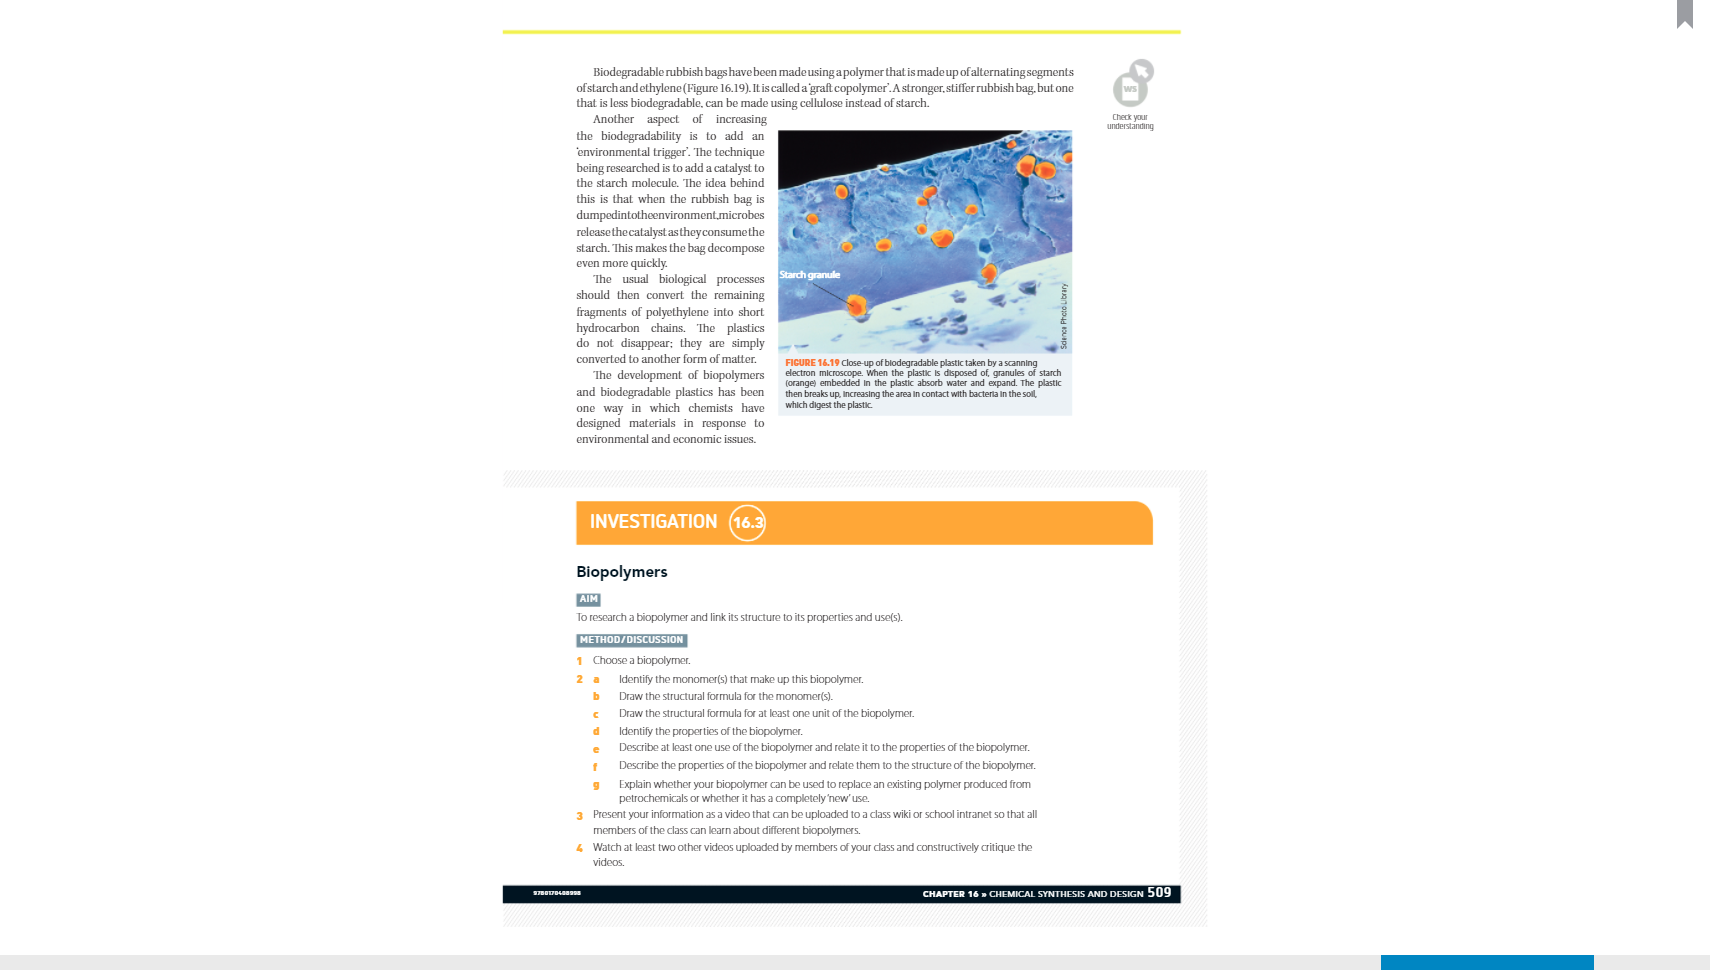 Biodegradable rubbish bags have been made using a polymer that is made up of alternating segments
of starch and ethylene (Figure 16.19). It is called a 'graft copolymer'. A stronger, stiffer rubbish bag, but one
that is less biodegradable, can be made using cellulose instead of starch.
Another aspect of increasing
the biodegradability is to add an
'environmental trigger'. The technique
being researched is to add a catalyst to
the starch molecule. The idea behind
this is that when the rubbish bag is
dumped into the environment, microbes
release the catalyst as they consume the
starch. This makes the bag decompose
even more quickly.
The usual biological processes
should then convert the remaining
fragments of polyethylene into short
hydrocarbon chains. The plastics
do not disappear; they are simply
converted to another form of matter.
The development of biopolymers
and biodegradable plastics has been
one way in which chemists have
designed materials in response to
environmental and economic issues.
WS
Check your
understanding
Starch granule
Science Photo Library
FIGURE 16.19 Close-up of biodegradable plastic taken by a scanning
electron microscope. When the plastic is disposed of, granules of starch
(orange) embedded in the plastic absorb water and expand. The plastic
then breaks up, increasing the area in contact with bacteria in the soil,
which digest the plastic.
INVESTIGATION 16.3
Biopolymers
AIM
To research a biopolymer and link its structure to its properties and use(s).
METHOD/DISCUSSION
1 Choose a biopolymer.
2 a Identify the monomer(s) that make up this biopolymer.
b Draw the structural formula for the monomer(s).
c Draw the structural formula for at least one unit of the biopolymer.
d Identify the properties of the biopolymer.
e Describe at least one use of the biopolymer and relate it to the properties of the biopolymer.
f Describe the properties of the biopolymer and relate them to the structure of the biopolymer.
g Explain whether your biopolymer can be used to replace an existing polymer produced from
petrochemicals or whether it has a completely 'new' use.
3 Present your information as a video that can be uploaded to a class wiki or school intranet so that all
members of the class can learn about different biopolymers.
4 Watch at least two other videos uploaded by members of your class and constructively critique the
videos.
9780170408998
CHAPTER 16 » CHEMICAL SYNTHESIS AND DESIGN 509